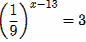 (1/9)^{x-13} = 3